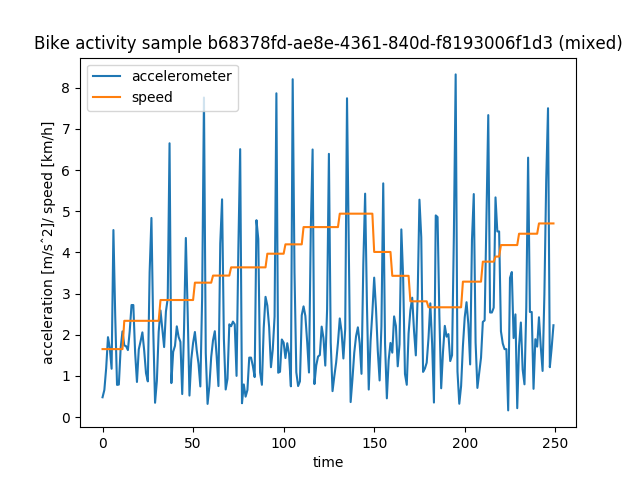 Bike activity sample b68378fd-ae8e-4361-840d-f8193006f1d3 (mixed)
accelerometer
speed
acceleration [m/s^2]/ speed [km/h]
8
7
6
5
4
3
2
1
0
0 50 100 150 200 250
time